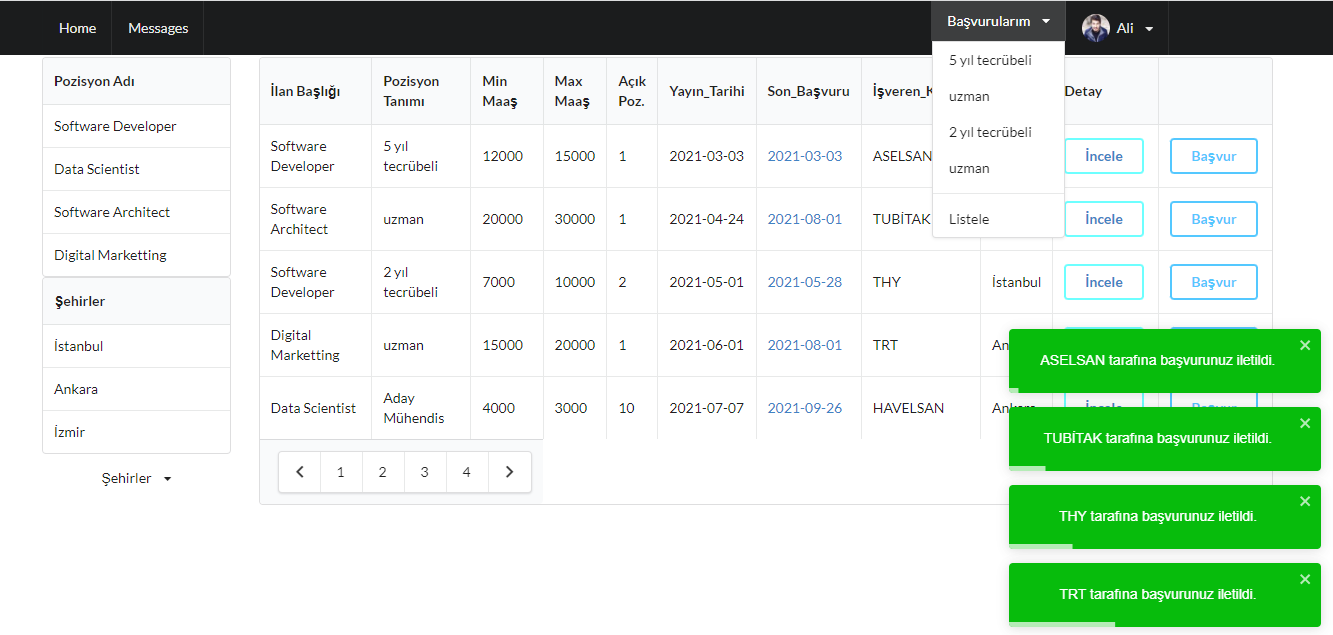 Home
Messages
Başvurularım
Ali
5 yıl tecrübeli
uzman
2 yıl tecrübeli
uzman
Listele
Pozisyon Adı
Software Developer
Data Scientist
Software Architect
Digital Marketting
Şehirler
İstanbul
Ankara
İzmir
Şehirler
İlan Başlığı
Pozisyon
Tanımı
Min
Maaş
Max
Maaş
Açık
Poz.
Yayın_Tarihi
Son_Başvuru
İşveren_
Detay
Software
Developer
5 yıl
tecrübeli
12000
15000
1
2021-03-03
2021-03-03
ASELSAN
İncele
Başvur
Software
Architect
uzman
20000
30000
1
2021-04-24
2021-08-01
TUBİTAK
İncele
Başvur
Software
Developer
2 yıl
tecrübeli
7000
10000
2
2021-05-01
2021-05-28
THY
İstanbul
İncele
Başvur
Digital
Marketting
uzman
15000
20000
1
2021-06-01
2021-08-01
TRT
An
Data Scientist
Aday
Mühendis
4000
3000
10
2021-07-07
2021-09-26
HAVELSAN
Ankara
İncele
Başvur
1
2
3
4
ASELSAN tarafına başvurunuz iletildi.
TUBİTAK tarafına başvurunuz iletildi.
THY tarafına başvurunuz iletildi.
TRT tarafına başvurunuz iletildi.